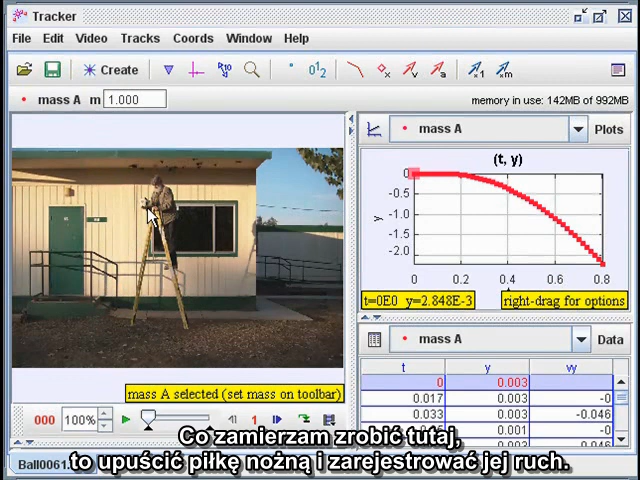 Tracker
File Edit Video Tracks Coords Window Help
Create
mass A m 1.000
memory in use: 142MB of 992MB
mass A Plots
(t, y)
y
0
-0.5
-1.0
-1.5
-2.0
0 0.2 0.4 0.6 0.8
t=0E0 y=2.848E-3
right-drag for options
mass A Data
t y vy
0 0.003
0.017 0.003 -0
0.033 0.003 -0.046
mass A selected (set mass on toolbar)
000 100% 1
Co zamierzam zrobić tutaj,
to upuścić piłkę nożną i zarejestrować jej ruch.